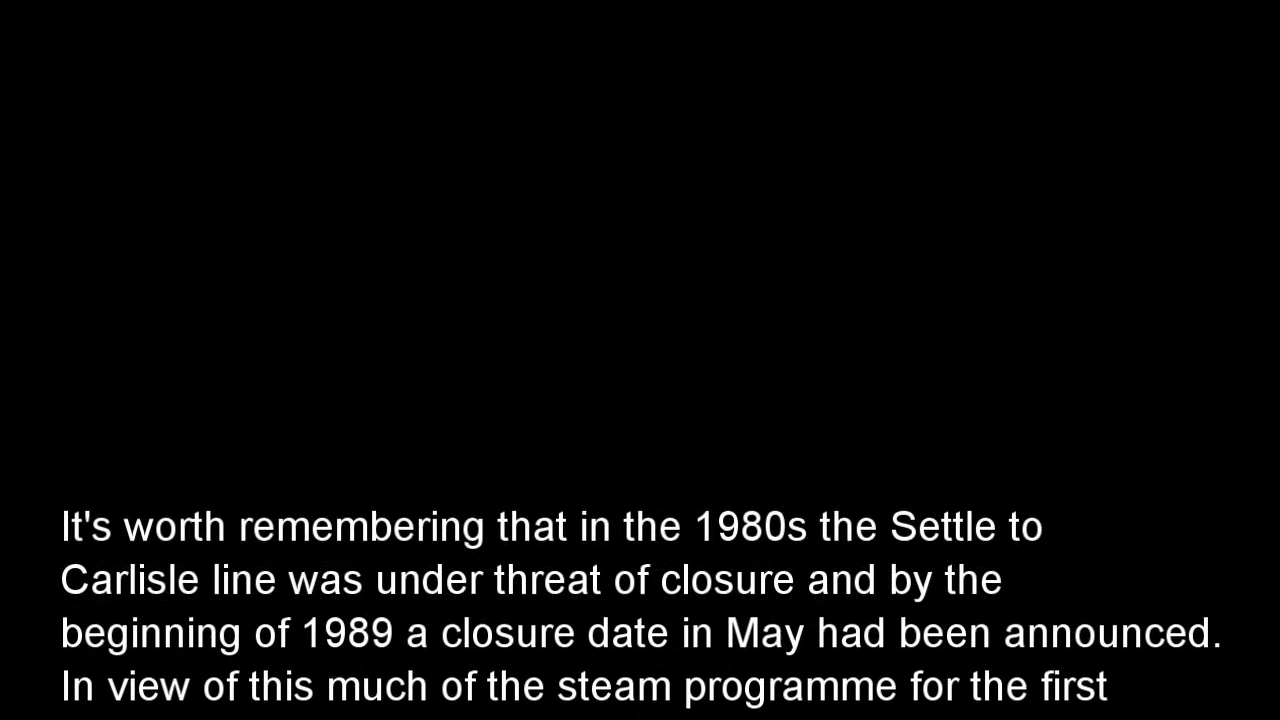 It's worth remembering that in the 1980s the Settle to
Carlisle line was under threat of closure and by the
beginning of 1989 a closure date in May had been announced.
In view of this much of the steam programme for the first